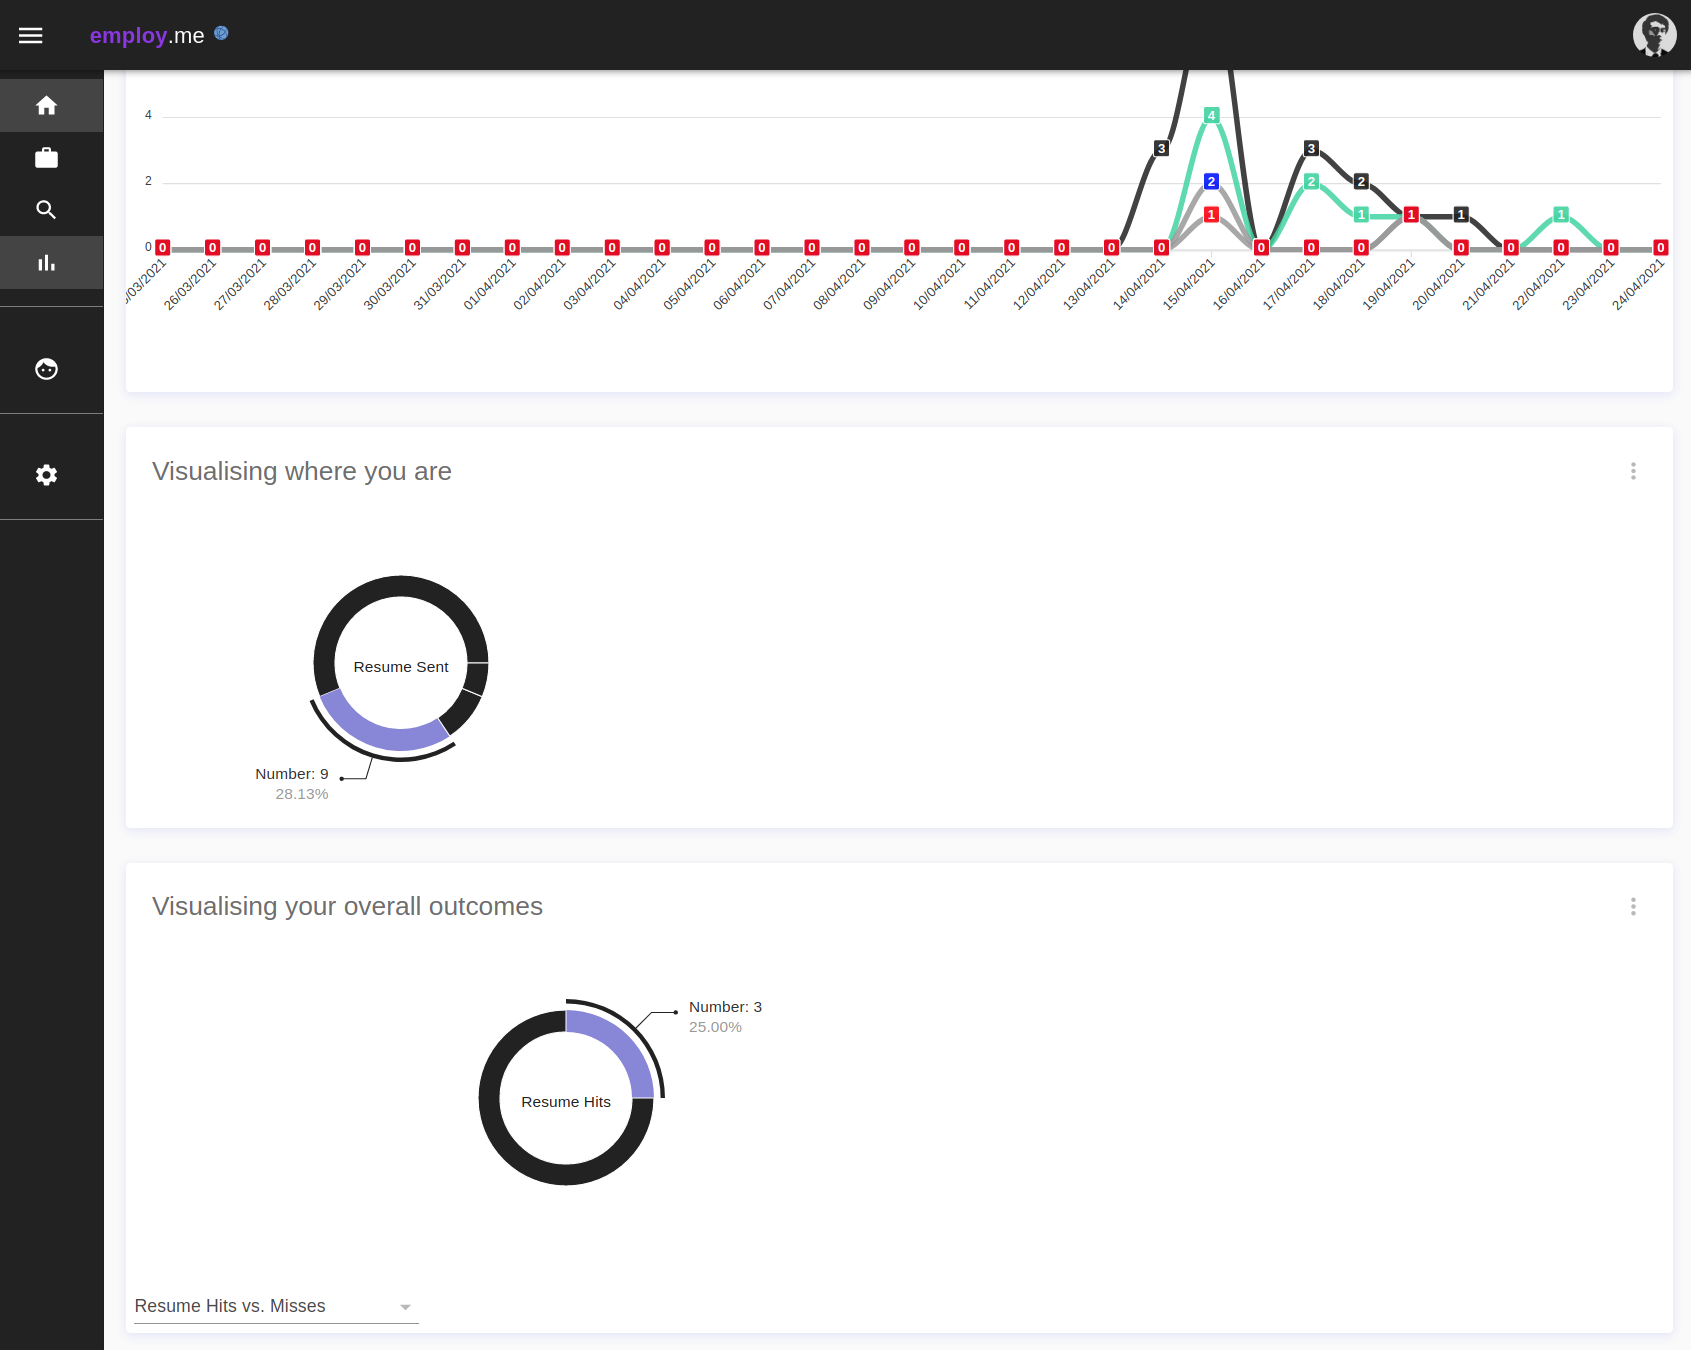 employ.me
4
4
3
3
2
2
2
2
1
1
1
1
1
0
0 0 0 0 0 0 0 0 0 0 0 0 0 0 0 0 0 0 0 0 0 0 0 0 0 0 0 0 0 0
/03/2021 26/03/2021 27/03/2021 28/03/2021 29/03/2021 30/03/2021 31/03/2021 01/04/2021 02/04/2021 03/04/2021 04/04/2021 05/04/2021 06/04/2021 07/04/2021 08/04/2021 09/04/2021 10/04/2021 11/04/2021 12/04/2021 13/04/2021 14/04/2021 15/04/2021 16/04/2021 17/04/2021 18/04/2021 19/04/2021 20/04/2021 21/04/2021 22/04/2021 23/04/2021 24/04/2021
Visualising where you are
Resume Sent
Number: 9
28.13%
Visualising your overall outcomes
Number: 3
25.00%
Resume Hits
Resume Hits vs. Misses